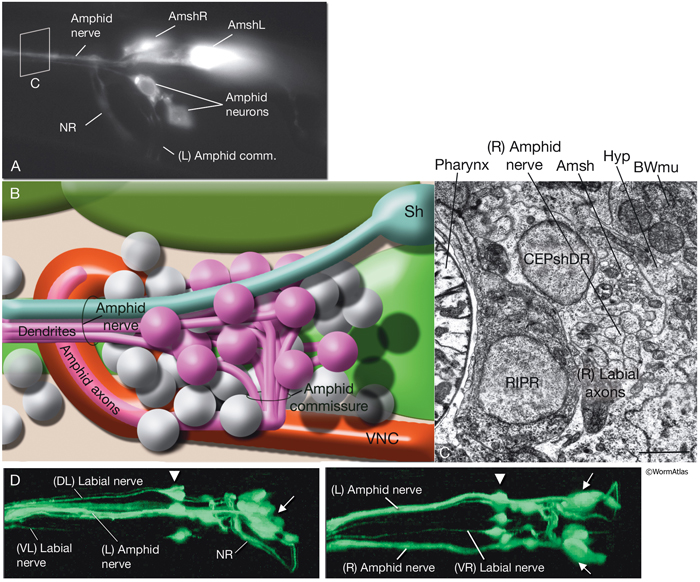 Amphid
nerve
AmshR
AmshL
C
Amphid
neurons
NR
(L) Amphid comm.
A
B
Sh
Amphid
nerve
Dendrites
Amphid axons
Amphid
commissure
VNC
(R) Amphid
nerve
Pharynx
Amsh
Hyp
BWmu
CEPshDR
RIPR
(R) Labial
axons
C
©WormAtlas
D
(DL) Labial nerve
(VL) Labial
nerve
(L) Amphid
nerve
NR
(L) Amphid nerve
(R) Amphid
nerve
(VR) Labial
nerve